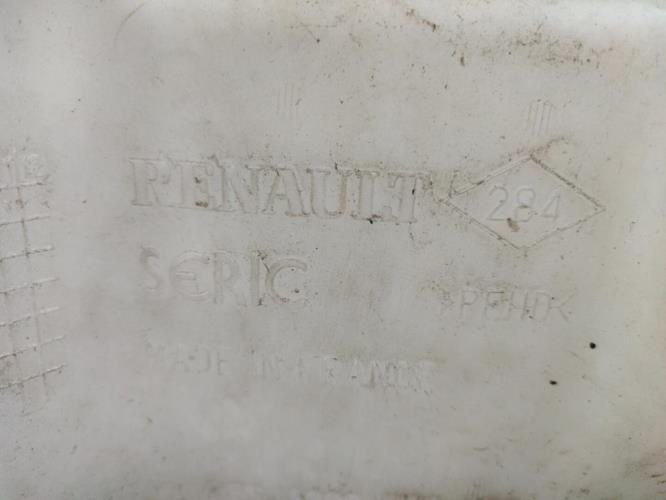 RENAULT 284
SERIC >PEHD<
MADE IN FRANCE